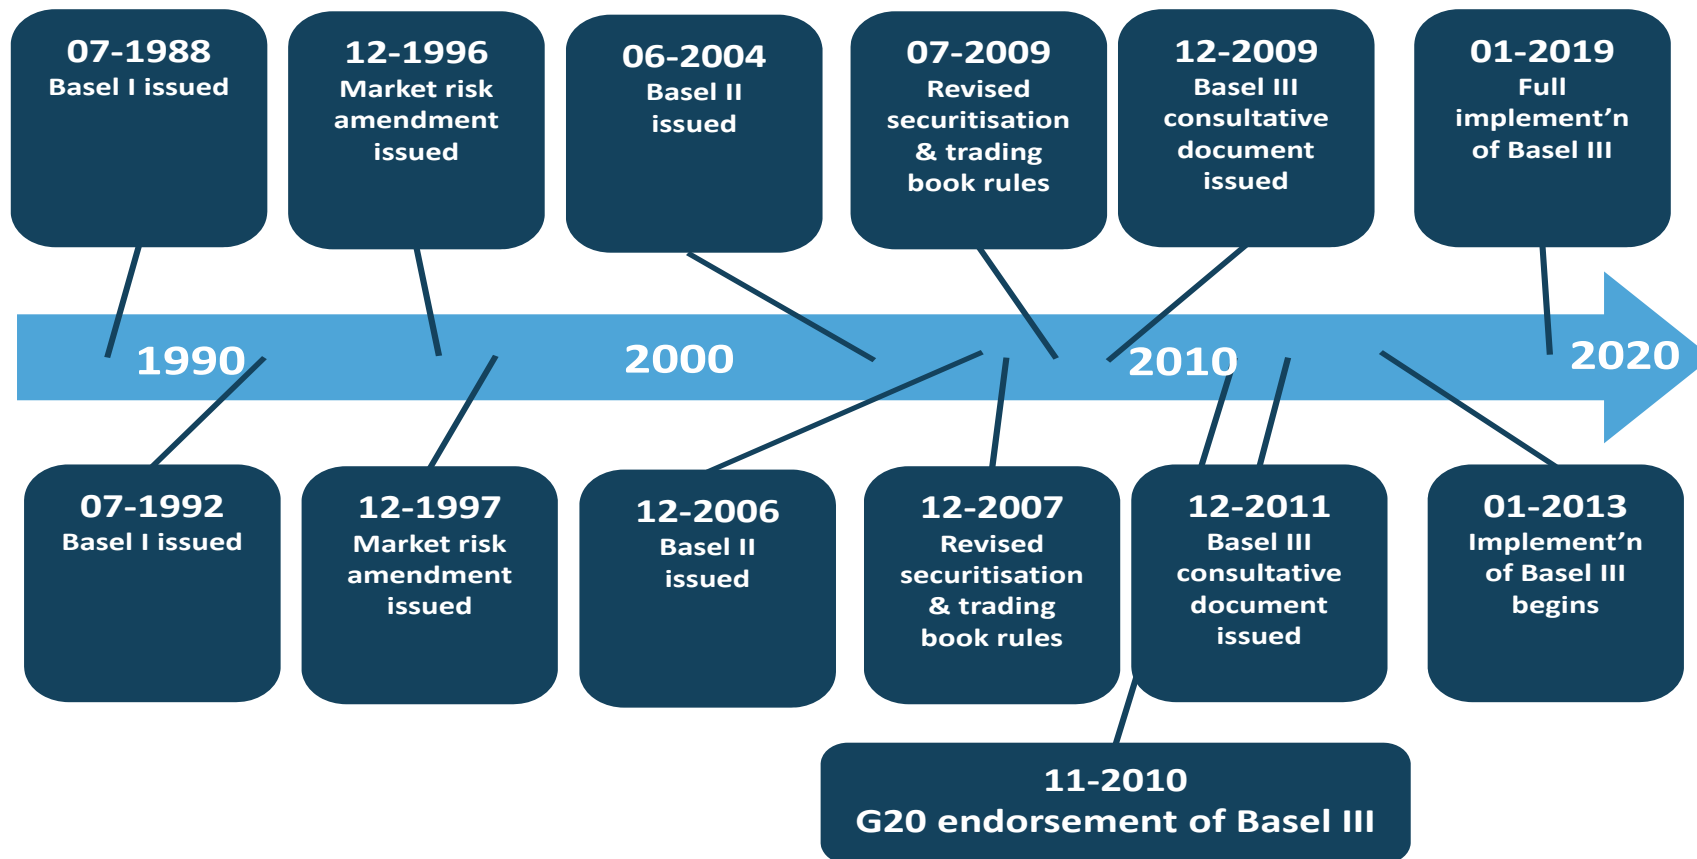 07-1988
Basel I issued
12-1996
Market risk
amendment
issued
06-2004
Basel II
issued
07-2009
Revised
securitisation
& trading
book rules
12-2009
Basel III
consultative
document
issued
01-2019
Full
implement’n
of Basel III
1990
2000
2010
2020
07-1992
Basel I issued
12-1997
Market risk
amendment
issued
12-2006
Basel II
issued
12-2007
Revised
securitisation
& trading
book rules
12-2011
Basel III
consultative
document
issued
01-2013
Implement’n
of Basel III
begins
11-2010
G20 endorsement of Basel III